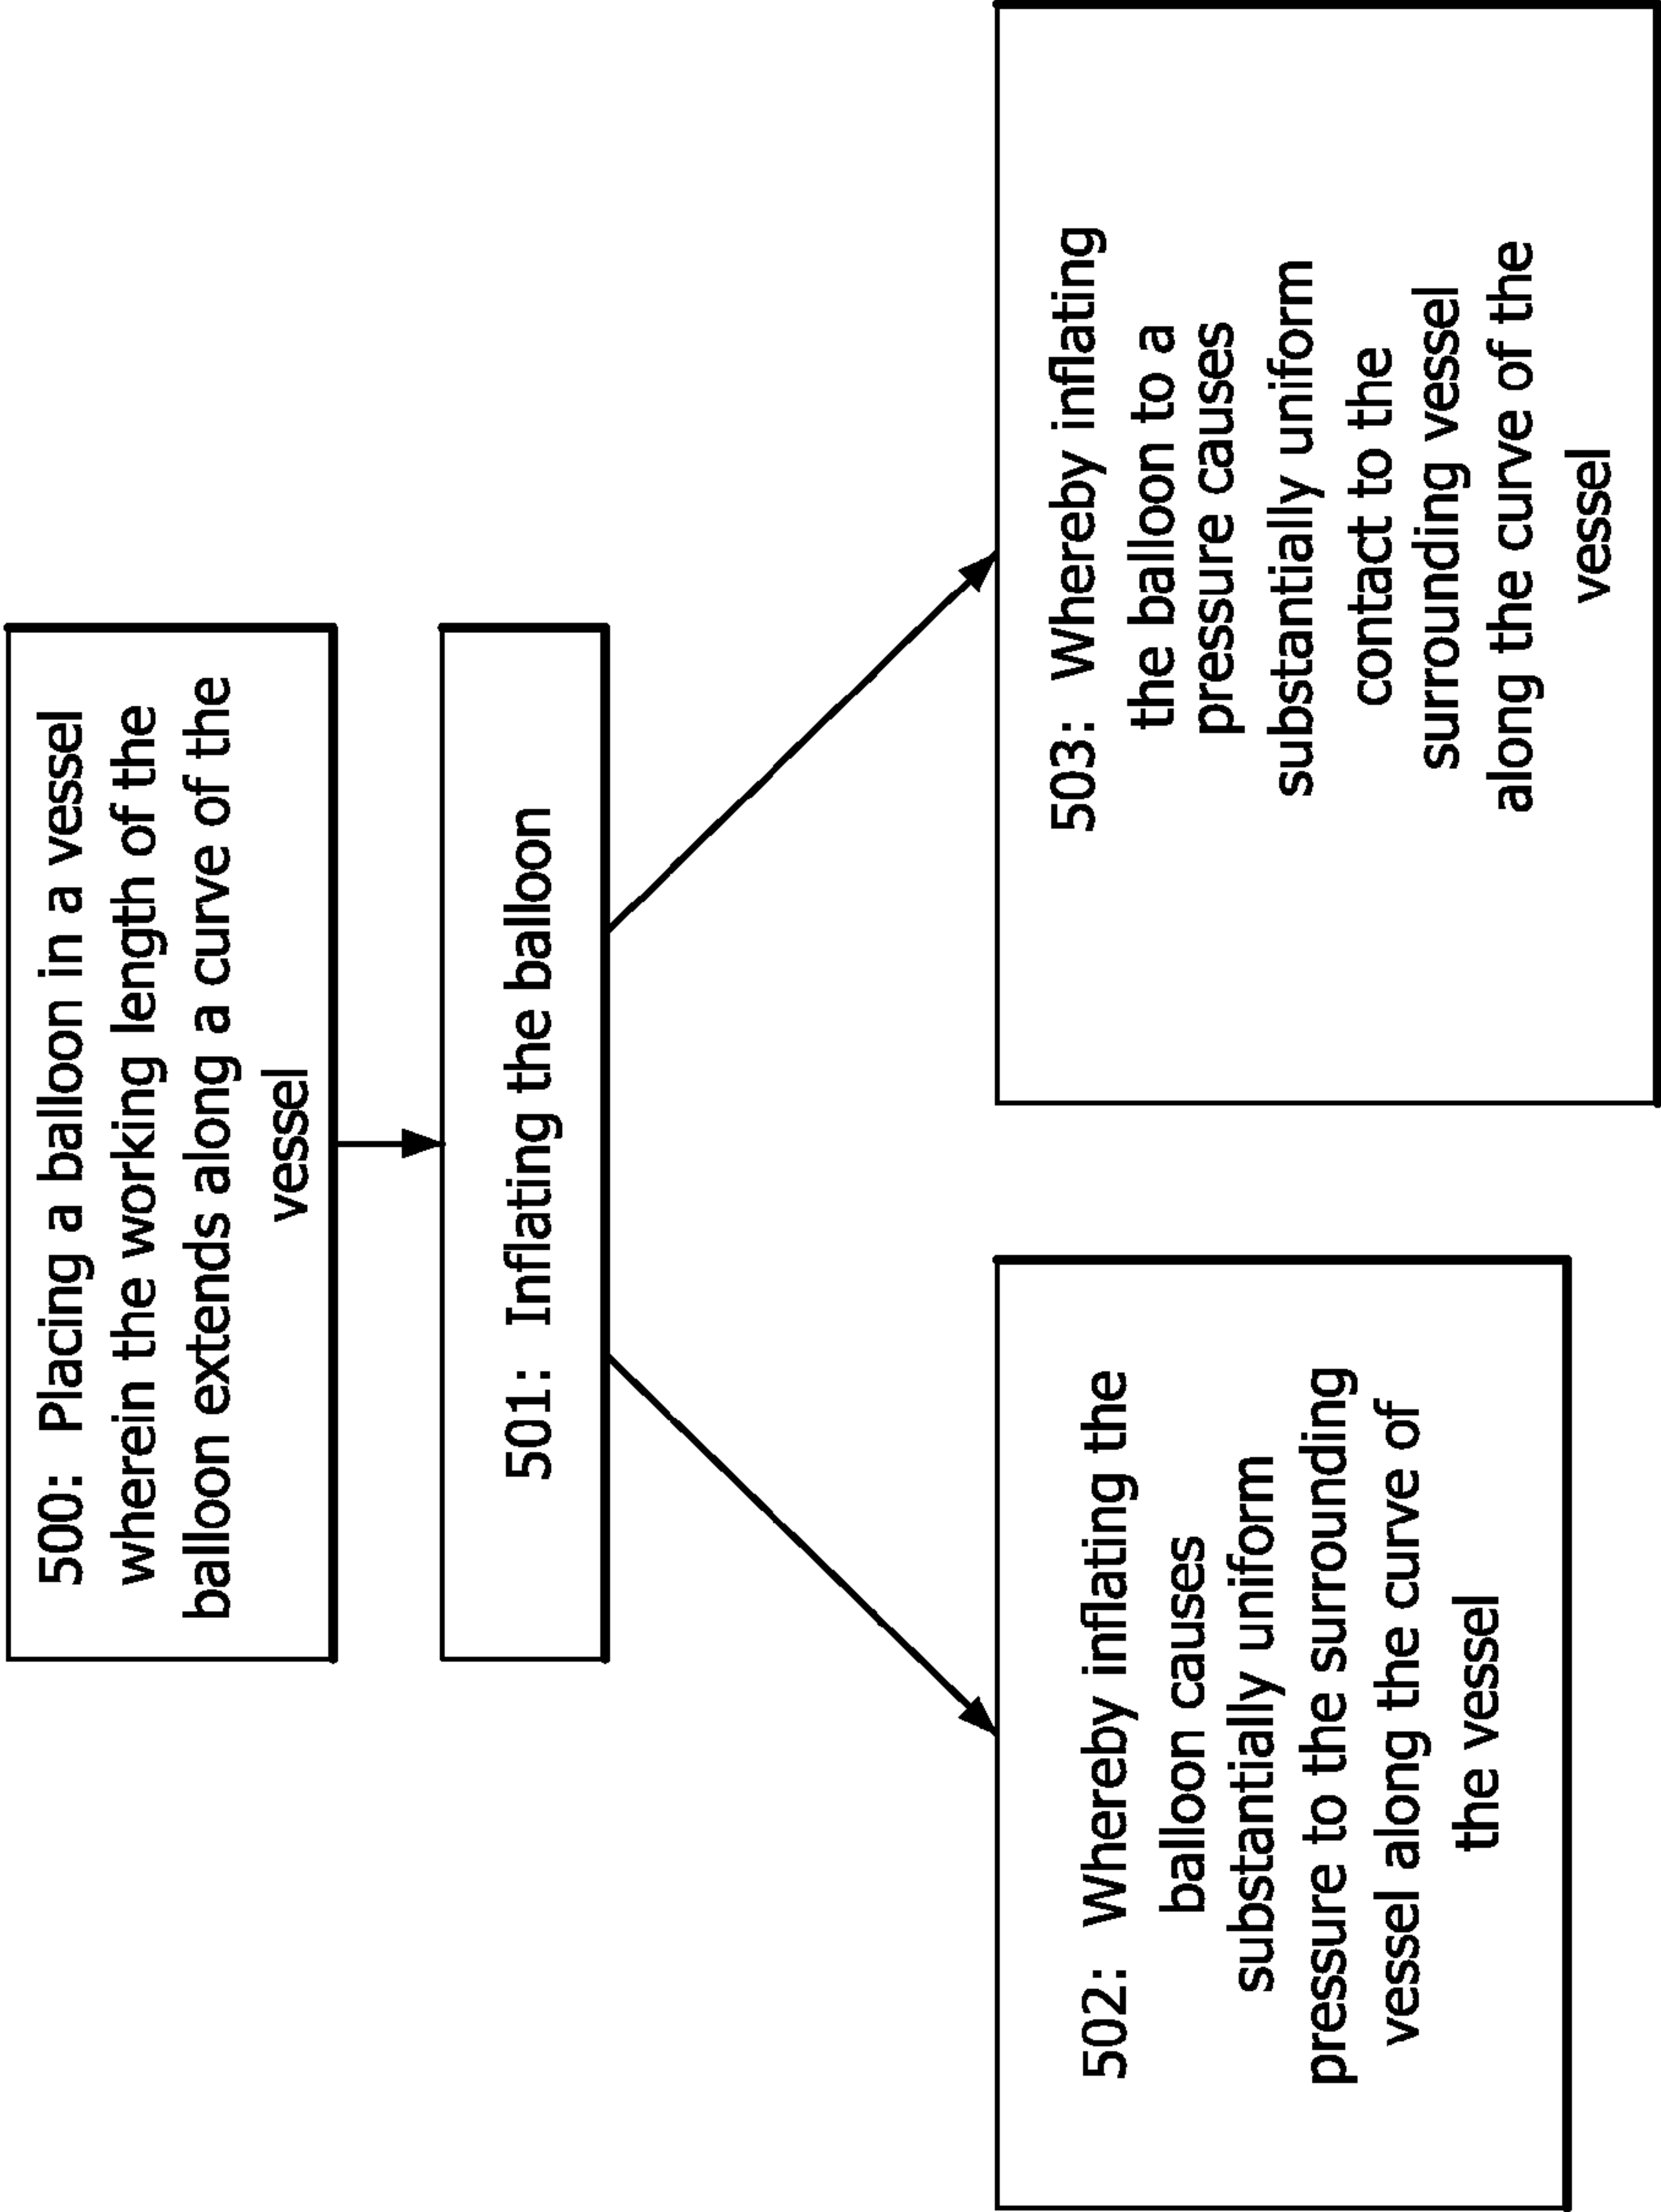 500: Placing a balloon in a vessel
wherein the working length of the
balloon extends along a curve of the
vessel
501: Inflating the balloon
502: Whereby inflating the
balloon causes
substantially uniform
pressure to the surrounding
vessel along the curve of
the vessel
503: Whereby inflating
the balloon to a
pressure causes
substantially uniform
contact to the
surrounding vessel
along the curve of the
vessel